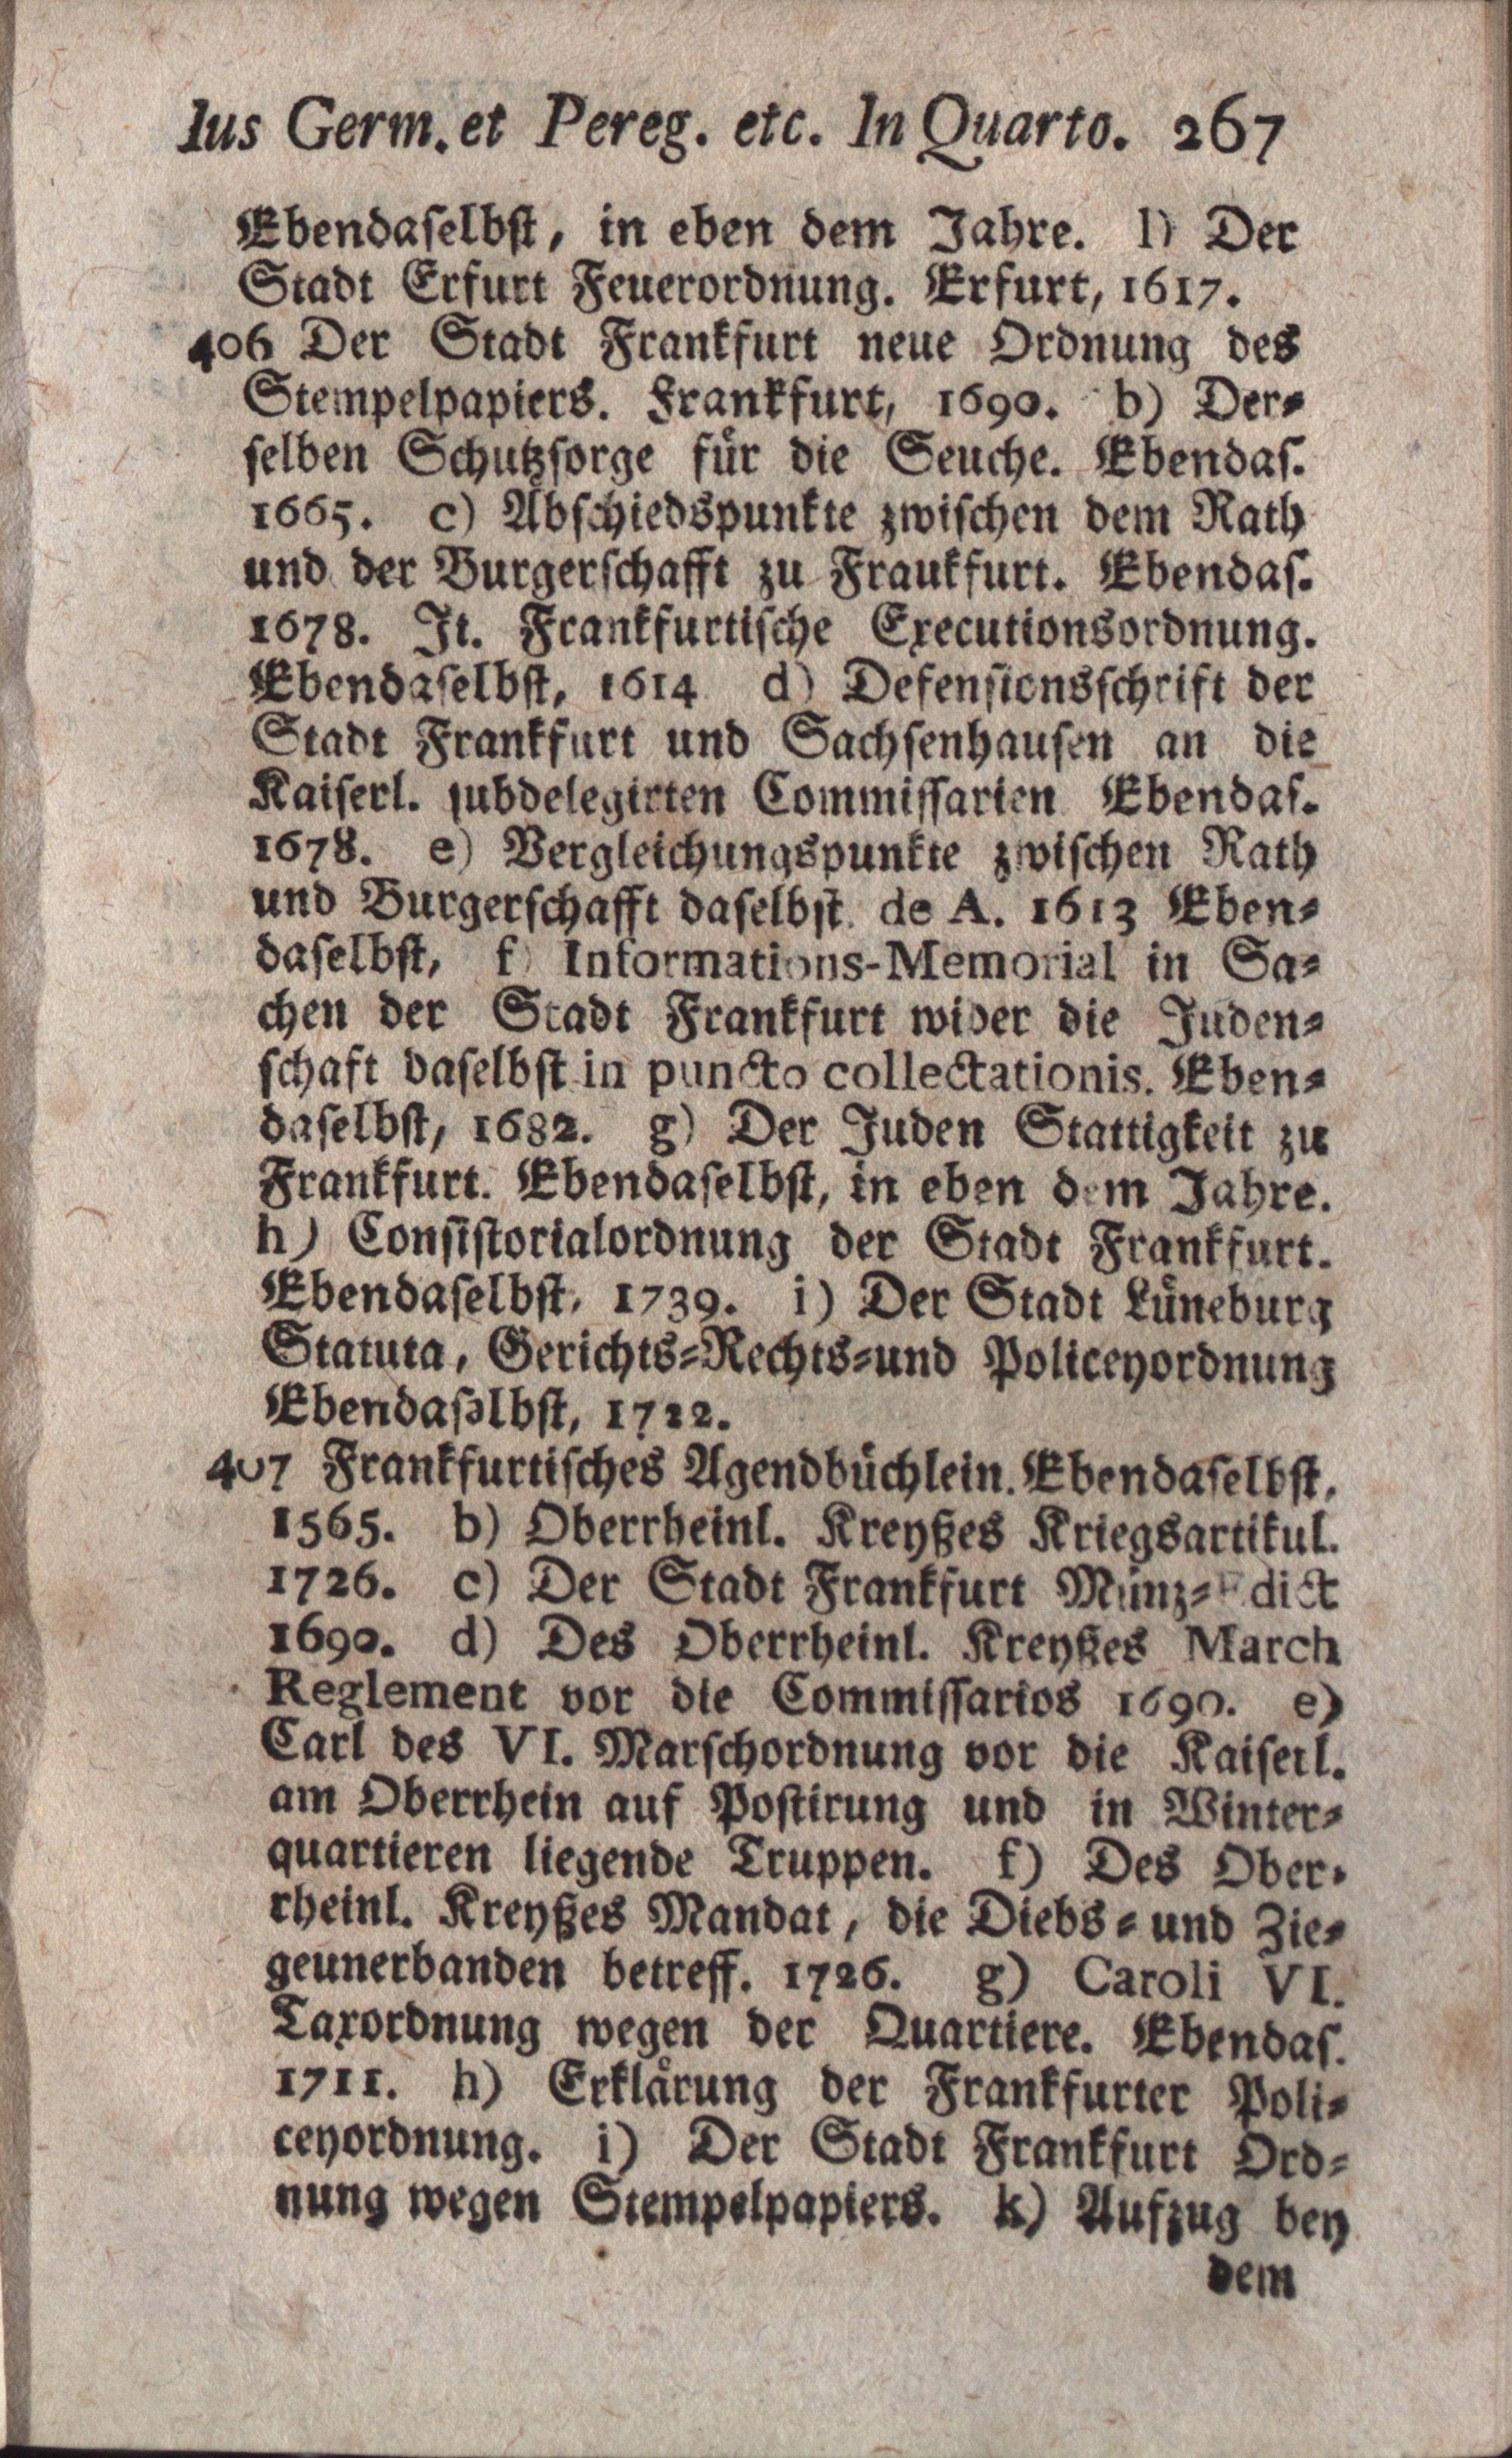 Ius Germ. et Pereg. etc. In Quarto. 267
Ebendaselbst, in eben dem Jahre. l) Der
Stadt Erfurt Feuerordnung. Erfurt, 1617.
406 Der Stadt Frankfurt neue Ordnung des
Stempelpapiers. Frankfurt, 1690. b) Der-
selben Schutzsorge für die Seuche. Ebendas.
1665. c) Abschiedspunkte zwischen dem Rath
und der Burgerschafft zu Fraukfurt. Ebendas.
1678. It. Frankfurtische Executionsordnung.
Ebendaselbst, 1614 d) Defensionsschrift der
Stadt Frankfurt und Sachsenhausen an die
Kaiserl. subdelegirten Commissarien Ebendas.
1678. e) Vergleichungspunkte zwischen Rath
und Burgerschafft daselbst. de A. 1613 Eben-
daselbst, f) Informations-Memorial in Sa-
chen der Stadt Frankfurt wider die Juden-
schaft daselbst in puncto collectationis. Eben-
daselbst, 1682. g) Der Juden Stattigkeit zu
Frankfurt. Ebendaselbst, in eben dem Jahre.
h) Consistorialordnung der Stadt Frankfurt.
Ebendaselbst, 1739. i) Der Stadt Lüneburg
Statuta, Gerichts-Rechts-und Policeyordnung
Ebendaselbst, 1722.
407 Frankfurtisches Agendbüchlein. Ebendaselbst,
1565. b) Oberrheinl. Kreyßes Kriegsartikul.
1726. c) Der Stadt Frankfurt Münz-Edict
1690. d) Des Oberrheinl. Kreyßes March
Reglement vor die Commissarios 1690. e)
Carl des VI. Marschordnung vor die Kaiserl.
am Oberrhein auf Postirung und in Winter-
quartieren liegende Truppen. f) Des Ober-
rheinl. Kreyßes Mandat, die Diebs- und Zie-
geunerbanden betreff. 1726. g) Caroli VI.
Taxordnung wegen der Quartiere. Ebendas.
1711. h) Erklärung der Frankfurter Poli-
ceyordnung. i) Der Stadt Frankfurt Ord-
nung wegen Stempelpapiers. k) Aufzug bey
dem